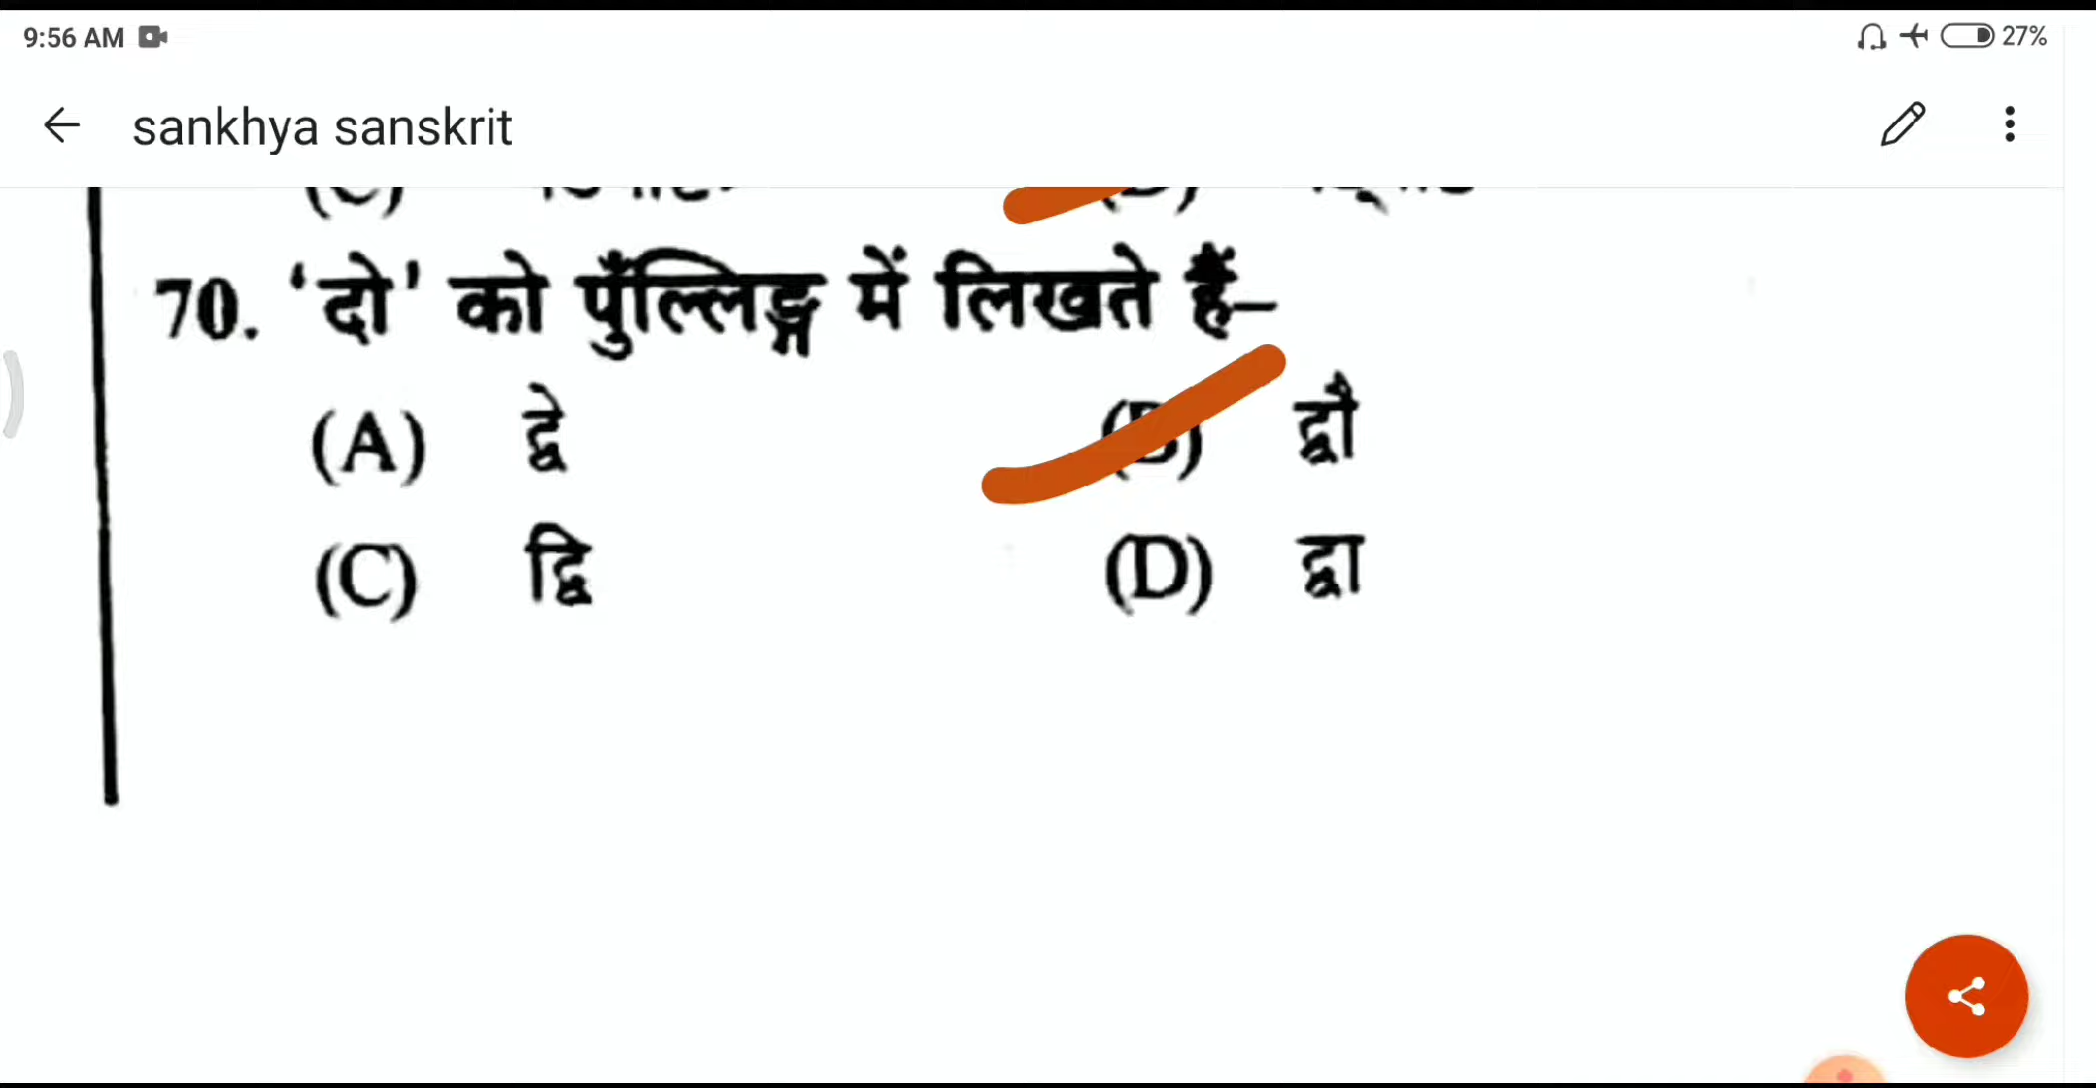 9:56 AM 27%
sankhya sanskrit
70. 'दो' को पुँल्लिङ्ग में लिखते हैं–
(A) द्वे (B) द्वौ
(C) द्वि (D) द्वा